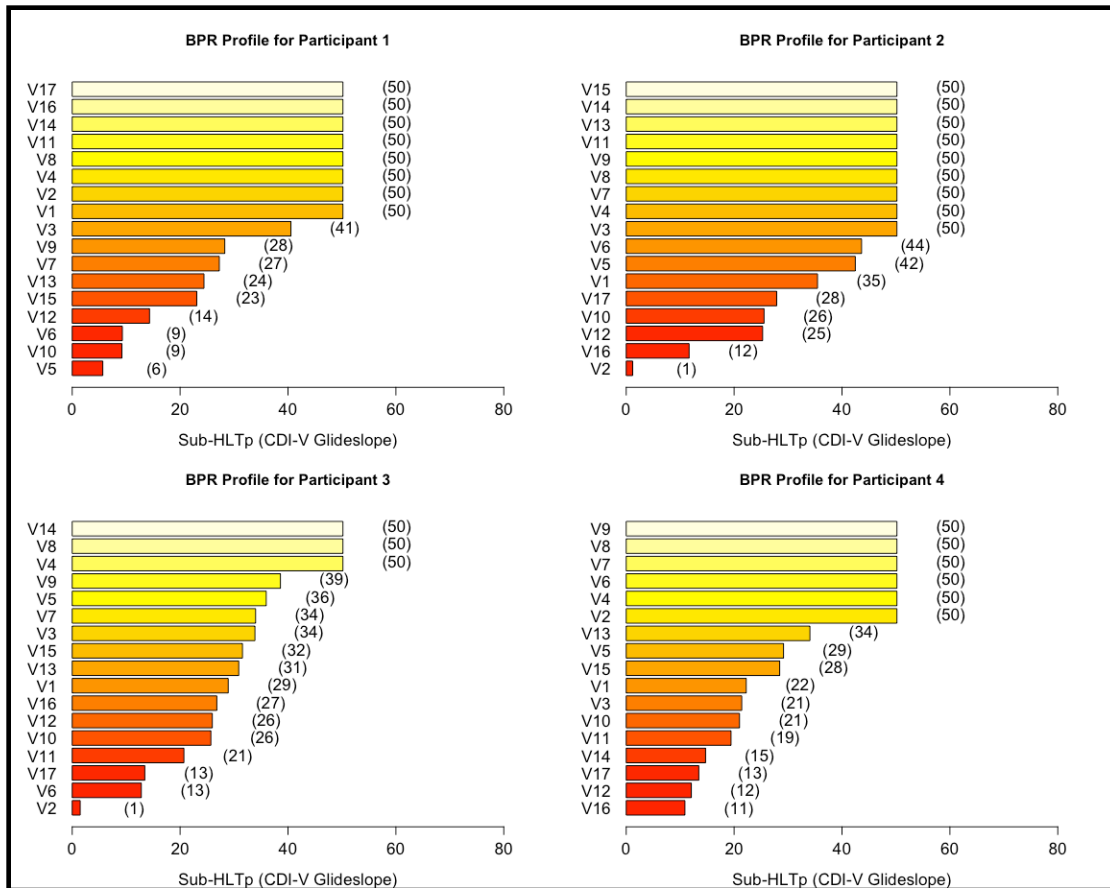 BPR Profile for Participant 1
V17 (50)
V16 (50)
V14 (50)
V11 (50)
V8 (50)
V4 (50)
V2 (50)
V1 (50)
V3 (41)
V9 (28)
V7 (27)
V13 (24)
V15 (23)
V12 (14)
V6 (9)
V10 (9)
V5 (6)
0 20 40 60 80
Sub-HLTp (CDI-V Glideslope)
BPR Profile for Participant 2
V15 (50)
V14 (50)
V13 (50)
V11 (50)
V9 (50)
V8 (50)
V7 (50)
V4 (50)
V3 (50)
V6 (44)
V5 (42)
V1 (35)
V17 (28)
V10 (26)
V12 (25)
V16 (12)
V2 (1)
0 20 40 60 80
Sub-HLTp (CDI-V Glideslope)
BPR Profile for Participant 3
V14 (50)
V8 (50)
V4 (50)
V9 (39)
V5 (36)
V7 (34)
V3 (34)
V15 (32)
V13 (31)
V1 (29)
V16 (27)
V12 (26)
V10 (26)
V11 (21)
V17 (13)
V6 (13)
V2 (1)
0 20 40 60 80
Sub-HLTp (CDI-V Glideslope)
BPR Profile for Participant 4
V9 (50)
V8 (50)
V7 (50)
V6 (50)
V4 (50)
V2 (50)
V13 (34)
V5 (29)
V15 (28)
V1 (22)
V3 (21)
V10 (21)
V11 (19)
V14 (15)
V17 (13)
V12 (12)
V16 (11)
0 20 40 60 80
Sub-HLTp (CDI-V Glideslope)